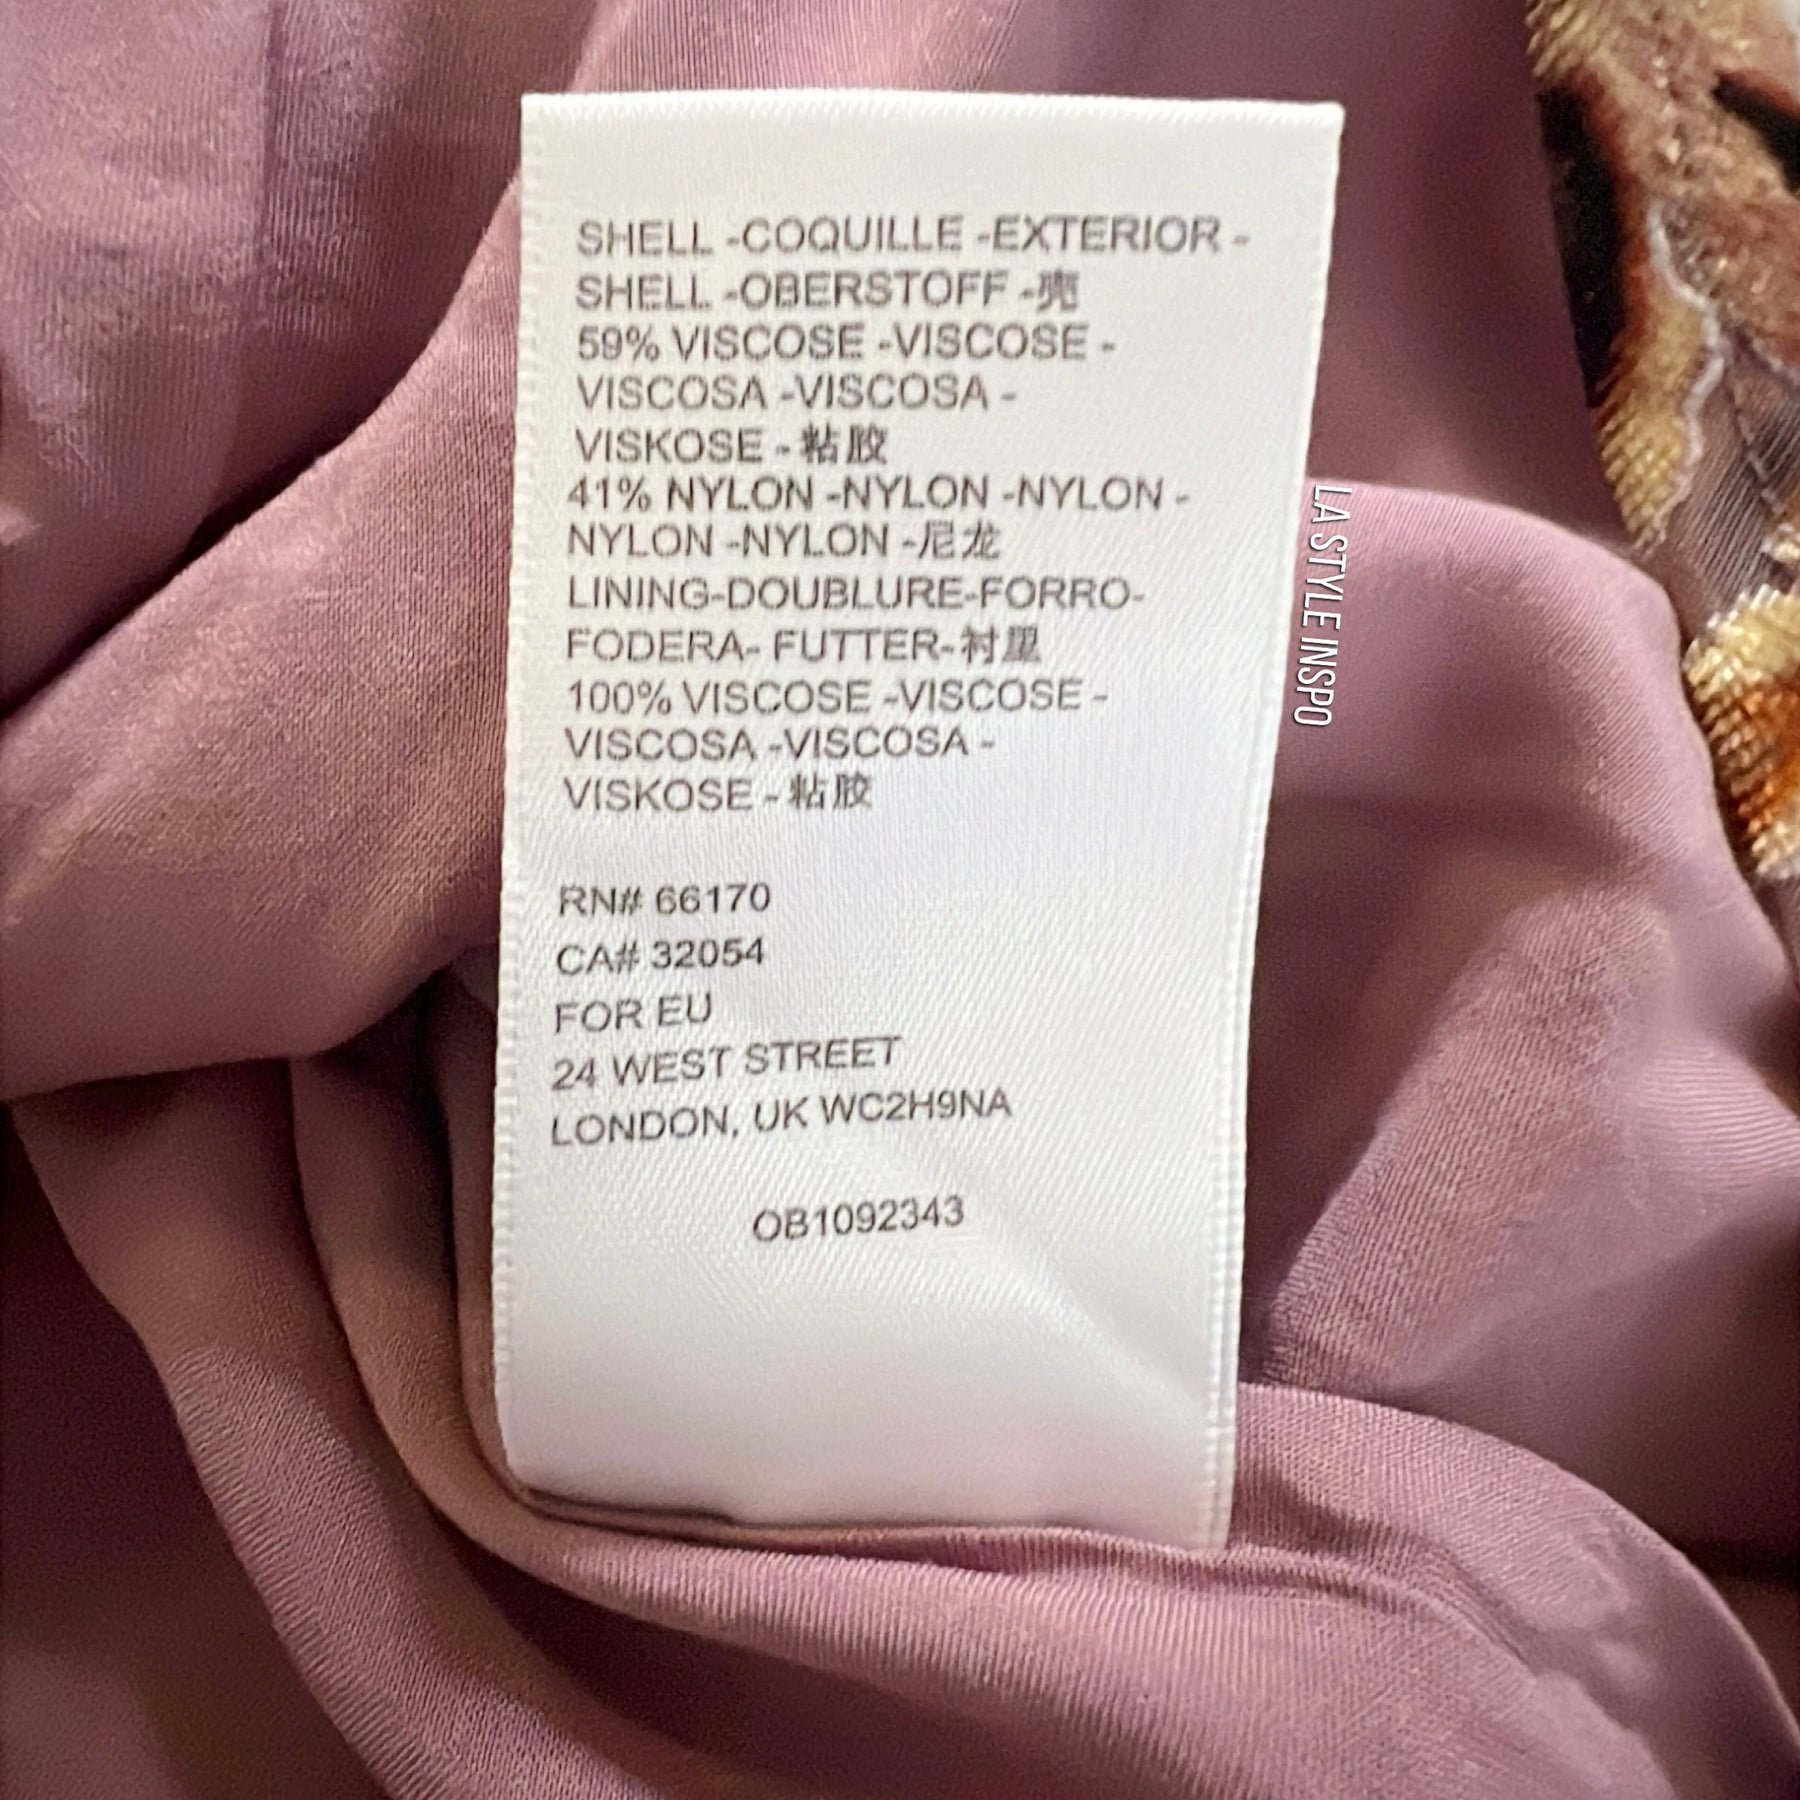 SHELL -COQUILLE -EXTERIOR -
SHELL -OBERSTOFF -壳
59% VISCOSE -VISCOSE -
VISCOSA -VISCOSA -
VISKOSE -粘胶
41% NYLON -NYLON -NYLON -
NYLON -NYLON -尼龙
LINING-DOUBLURE-FORRO-
FODERA- FUTTER-衬里
100% VISCOSE -VISCOSE -
VISCOSA -VISCOSA -
VISKOSE -粘胶
RN# 66170
CA# 32054
FOR EU
24 WEST STREET
LONDON, UK WC2H9NA
OB1092343
LA STYLE INSPO